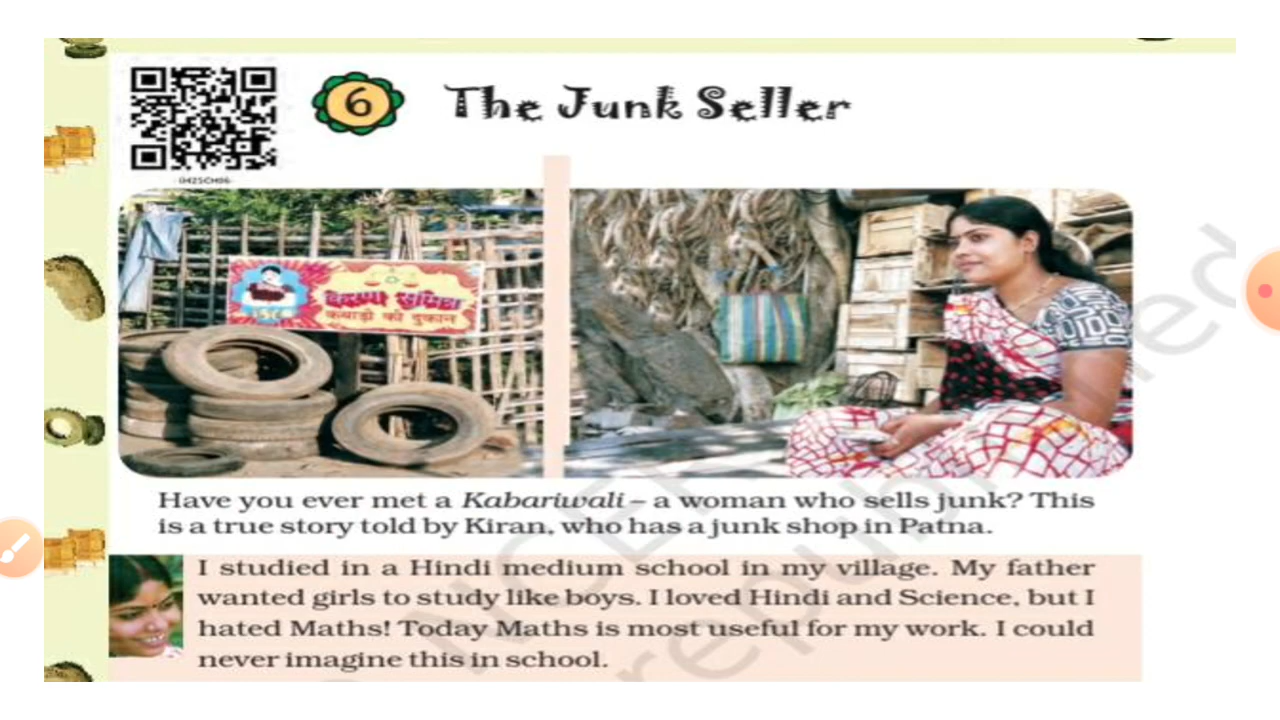 6 The Junk Seller
0425CH06
कबाड़ी की दुकान
Have you ever met a Kabariwali – a woman who sells junk? This
is a true story told by Kiran, who has a junk shop in Patna.
I studied in a Hindi medium school in my village. My father
wanted girls to study like boys. I loved Hindi and Science, but I
hated Maths! Today Maths is most useful for my work. I could
never imagine this in school.